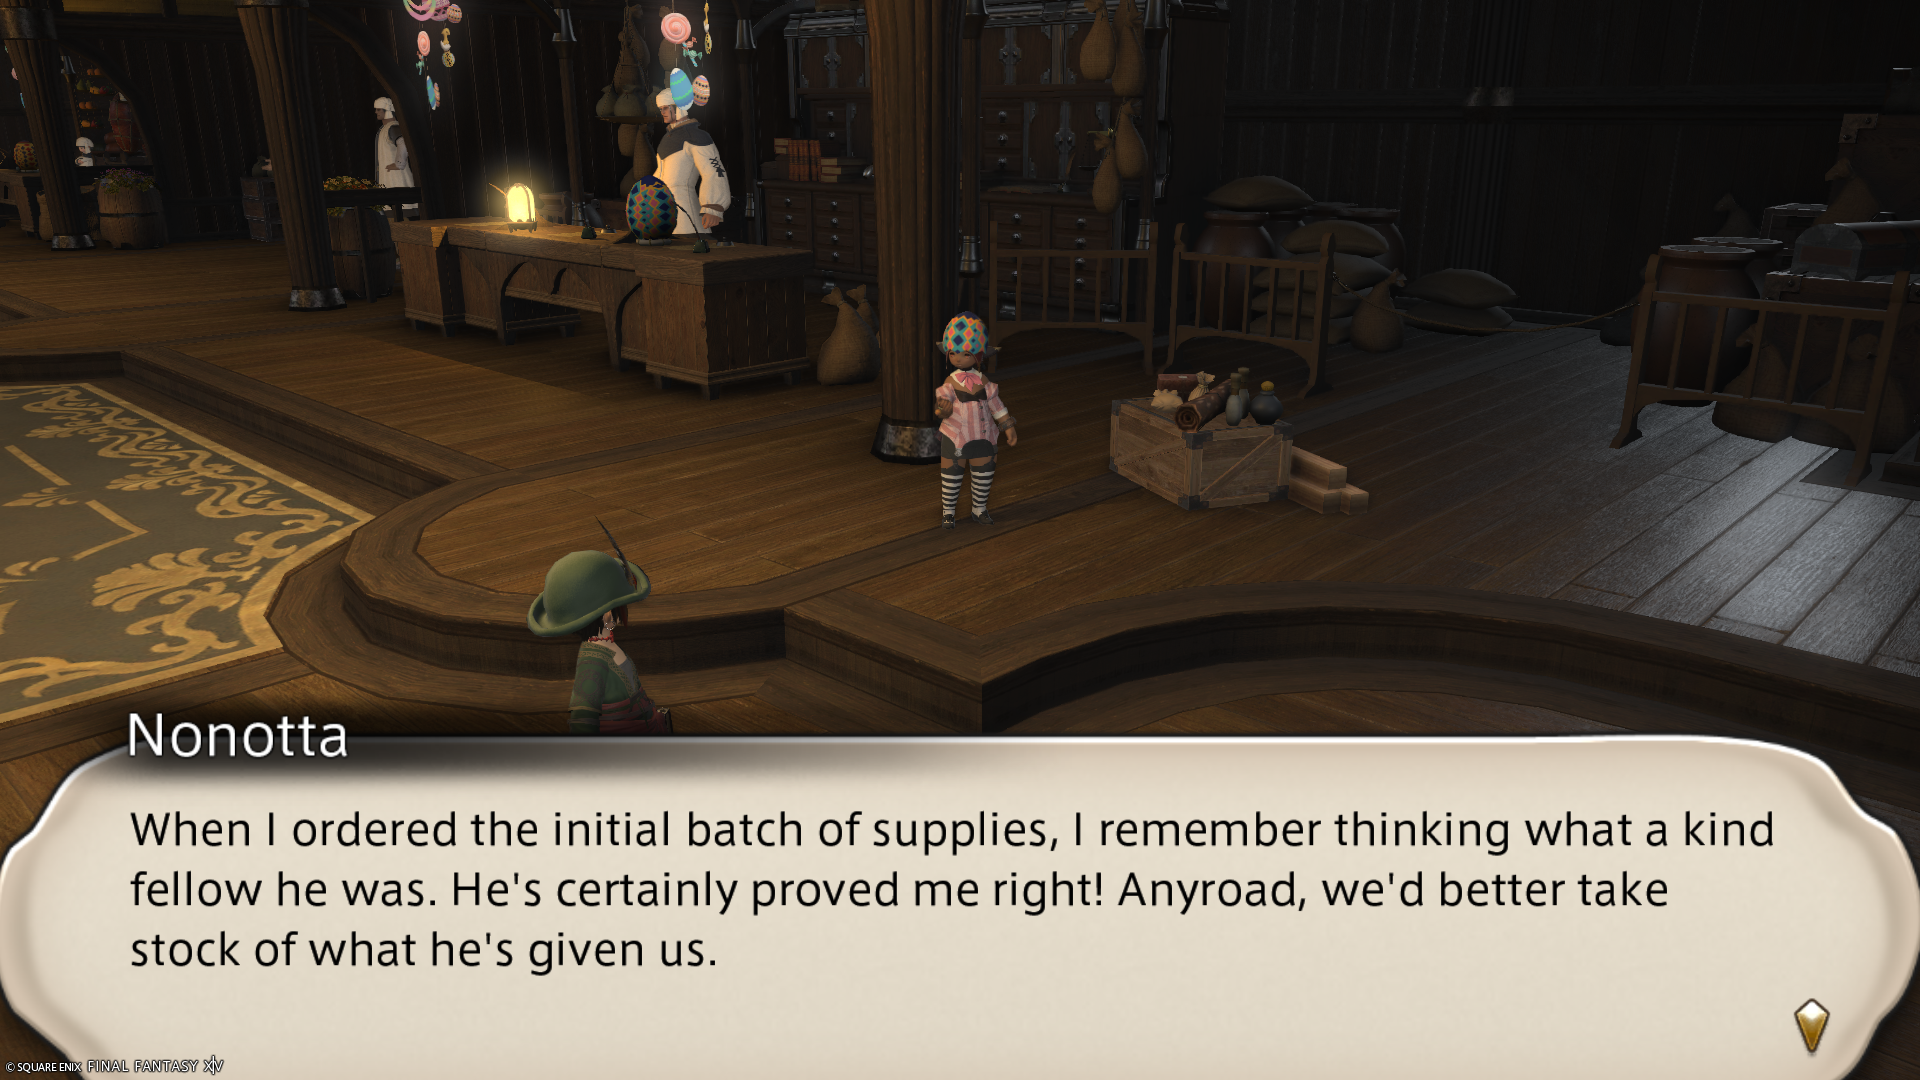 Nonotta
When I ordered the initial batch of supplies, I remember thinking what a kind
fellow he was. He's certainly proved me right! Anyroad, we'd better take
stock of what he's given us.
© SQUARE ENIX FINAL FANTASY XIV